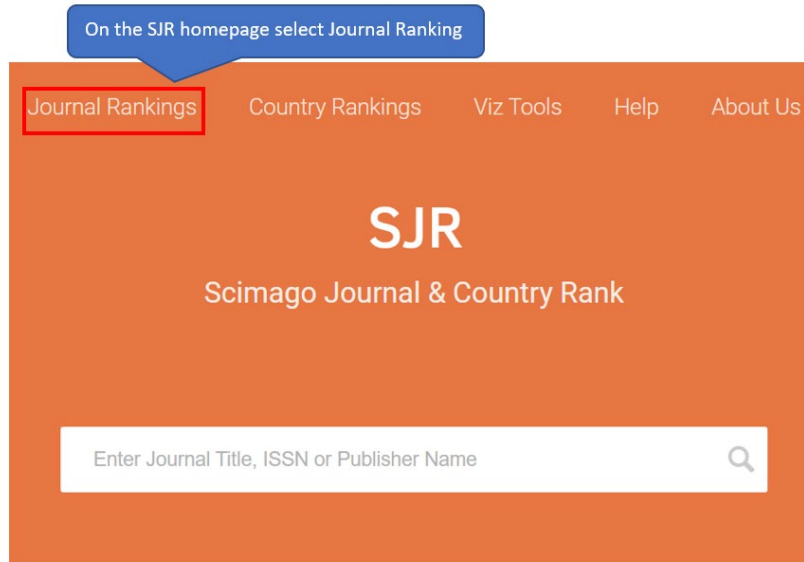 On the SJR homepage select Journal Ranking
Journal Rankings Country Rankings Viz Tools Help About Us
SJR
Scimago Journal & Country Rank
Enter Journal Title, ISSN or Publisher Name